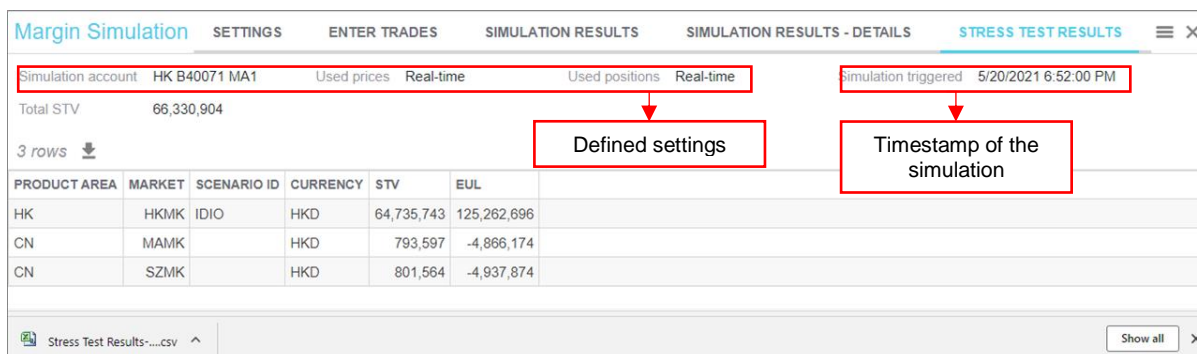 Margin Simulation SETTINGS ENTER TRADES SIMULATION RESULTS SIMULATION RESULTS - DETAILS STRESS TEST RESULTS
Simulation account HK B40071 MA1 Used prices Real-time Used positions Real-time Simulation triggered 5/20/2021 6:52:00 PM
Total STV 66,330,904
Defined settings
Timestamp of the
simulation
3 rows
PRODUCT AREA MARKET SCENARIO ID CURRENCY STV EUL
HK HKMK IDIO HKD 64,735,743 125,262,696
CN MAMK HKD 793,597 -4,866,174
CN SZMK HKD 801,564 -4,937,874
Stress Test Results-....csv Show all